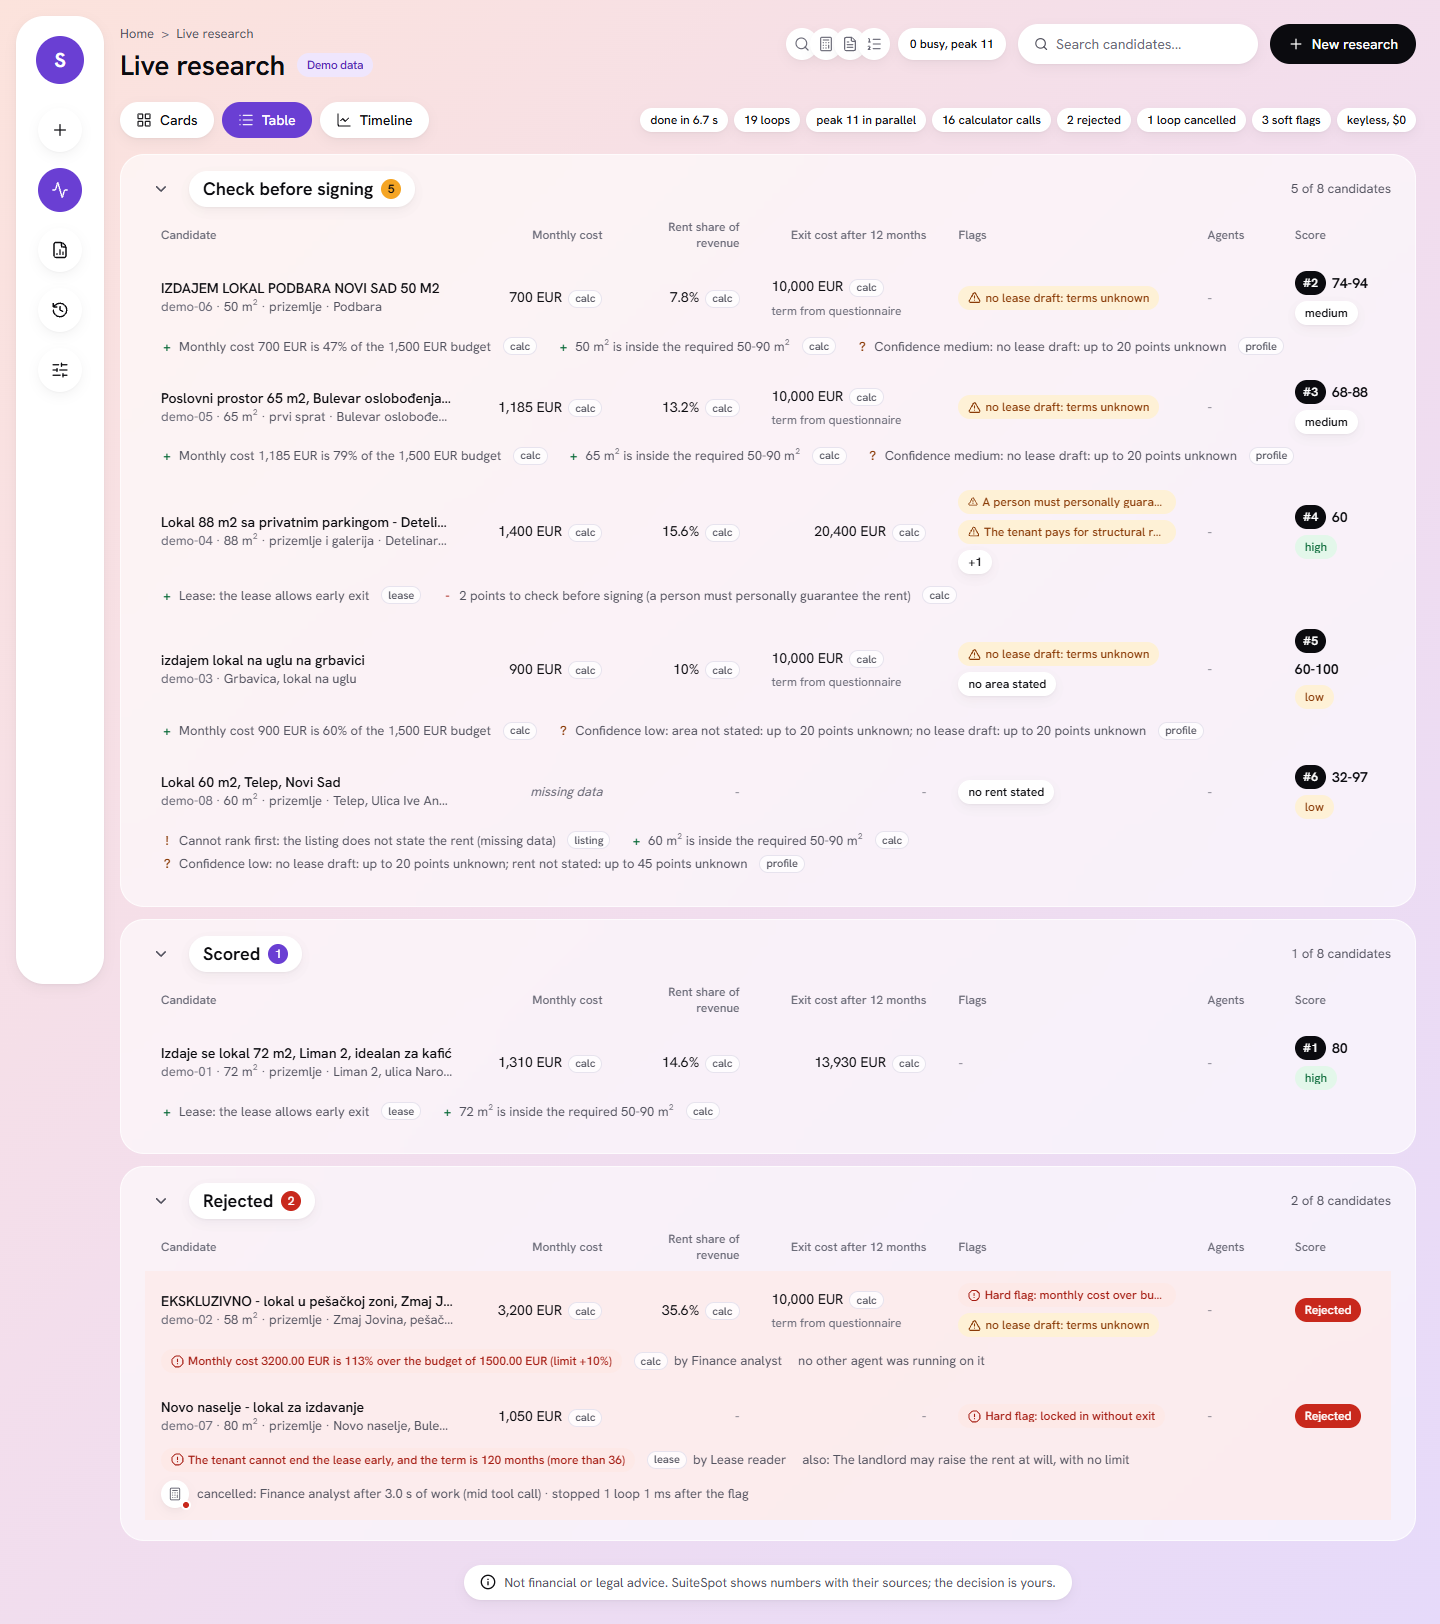 S
Home > Live research
Live research
Demo data
0 busy, peak 11
Search candidates...
New research
Cards
Table
Timeline
done in 6.7 s
19 loops
peak 11 in parallel
16 calculator calls
2 rejected
1 loop cancelled
3 soft flags
keyless, $0
Check before signing 5
5 of 8 candidates
Candidate
Monthly cost
Rent share of revenue
Exit cost after 12 months
Flags
Agents
Score
IZDAJEM LOKAL PODBARA NOVI SAD 50 M2
demo-06 · 50 m² · prizemlje · Podbara
700 EUR calc
7.8% calc
10,000 EUR calc
term from questionnaire
no lease draft: terms unknown
-
#2 74-94
medium
+ Monthly cost 700 EUR is 47% of the 1,500 EUR budget calc + 50 m² is inside the required 50-90 m² calc ? Confidence medium: no lease draft: up to 20 points unknown profile
Poslovni prostor 65 m2, Bulevar oslobođenja...
demo-05 · 65 m² · prvi sprat · Bulevar oslobođe...
1,185 EUR calc
13.2% calc
10,000 EUR calc
term from questionnaire
no lease draft: terms unknown
-
#3 68-88
medium
+ Monthly cost 1,185 EUR is 79% of the 1,500 EUR budget calc + 65 m² is inside the required 50-90 m² calc ? Confidence medium: no lease draft: up to 20 points unknown profile
Lokal 88 m2 sa privatnim parkingom - Deteli...
demo-04 · 88 m² · prizemlje i galerija · Detelinar...
1,400 EUR calc
15.6% calc
20,400 EUR calc
A person must personally guara...
The tenant pays for structural r...
+1
-
#4 60
high
+ Lease: the lease allows early exit lease - 2 points to check before signing (a person must personally guarantee the rent) calc
izdajem lokal na uglu na grbavici
demo-03 · Grbavica, lokal na uglu
900 EUR calc
10% calc
10,000 EUR calc
term from questionnaire
no lease draft: terms unknown
no area stated
-
#5
60-100
low
+ Monthly cost 900 EUR is 60% of the 1,500 EUR budget calc ? Confidence low: area not stated: up to 20 points unknown; no lease draft: up to 20 points unknown profile
Lokal 60 m2, Telep, Novi Sad
demo-08 · 60 m² · prizemlje · Telep, Ulica Ive An...
missing data
-
-
no rent stated
-
#6 32-97
low
! Cannot rank first: the listing does not state the rent (missing data) listing + 60 m² is inside the required 50-90 m² calc
? Confidence low: no lease draft: up to 20 points unknown; rent not stated: up to 45 points unknown profile
Scored 1
1 of 8 candidates
Candidate
Monthly cost
Rent share of revenue
Exit cost after 12 months
Flags
Agents
Score
Izdaje se lokal 72 m2, Liman 2, idealan za kafić
demo-01 · 72 m² · prizemlje · Liman 2, ulica Naro...
1,310 EUR calc
14.6% calc
13,930 EUR calc
-
-
#1 80
high
+ Lease: the lease allows early exit lease + 72 m² is inside the required 50-90 m² calc
Rejected 2
2 of 8 candidates
Candidate
Monthly cost
Rent share of revenue
Exit cost after 12 months
Flags
Agents
Score
EKSKLUZIVNO - lokal u pešačkoj zoni, Zmaj J...
demo-02 · 58 m² · prizemlje · Zmaj Jovina, pešač...
3,200 EUR calc
35.6% calc
10,000 EUR calc
term from questionnaire
Hard flag: monthly cost over bu...
no lease draft: terms unknown
-
Rejected
Monthly cost 3200.00 EUR is 113% over the budget of 1500.00 EUR (limit +10%) calc by Finance analyst no other agent was running on it
Novo naselje - lokal za izdavanje
demo-07 · 80 m² · prizemlje · Novo naselje, Bule...
1,050 EUR calc
-
-
Hard flag: locked in without exit
-
Rejected
The tenant cannot end the lease early, and the term is 120 months (more than 36) lease by Lease reader also: The landlord may raise the rent at will, with no limit
cancelled: Finance analyst after 3.0 s of work (mid tool call) · stopped 1 loop 1 ms after the flag
Not financial or legal advice. SuiteSpot shows numbers with their sources; the decision is yours.